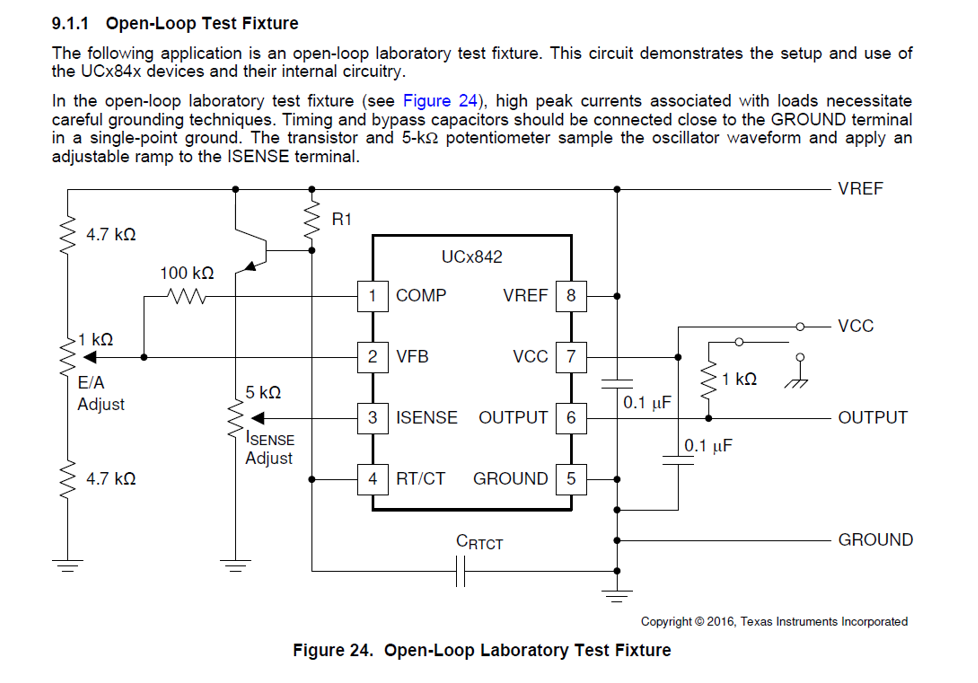 9.1.1 Open-Loop Test Fixture
The following application is an open-loop laboratory test fixture. This circuit demonstrates the setup and use of
the UCx84x devices and their internal circuitry.
In the open-loop laboratory test fixture (see Figure 24), high peak currents associated with loads necessitate
careful grounding techniques. Timing and bypass capacitors should be connected close to the GROUND terminal
in a single-point ground. The transistor and 5-kΩ potentiometer sample the oscillator waveform and apply an
adjustable ramp to the ISENSE terminal.
VREF
R1
4.7 kΩ
UCx842
100 kΩ
1 COMP VREF 8
VCC
1 kΩ
2 VFB VCC 7
E/A
Adjust
1 kΩ
5 kΩ
0.1 µF
3 ISENSE OUTPUT 6
OUTPUT
ISENSE
Adjust
0.1 µF
4.7 kΩ
4 RT/CT GROUND 5
CRTCT
GROUND
Copyright © 2016, Texas Instruments Incorporated
Figure 24. Open-Loop Laboratory Test Fixture